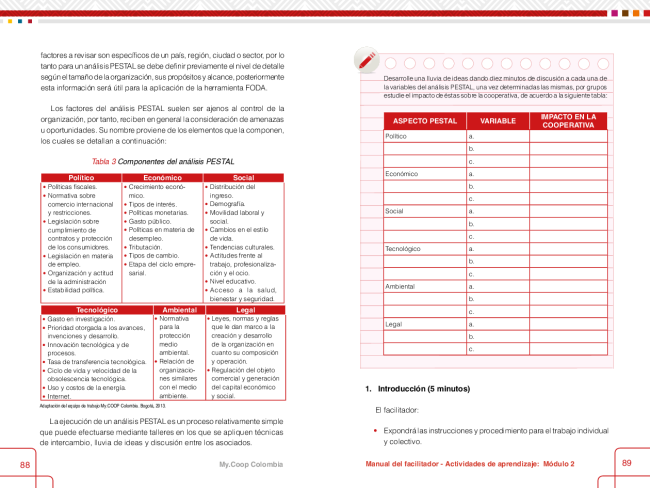 factores a revisar son específicos de un país, región, ciudad o sector, por lo
tanto para un análisis PESTAL se debe definir previamente el nivel de detalle
según el tamaño de la organización, sus propósitos y alcance, posteriormente
esta información será útil para la aplicación de la herramienta FODA.
Los factores del análisis PESTAL suelen ser ajenos al control de la
organización, por tanto, reciben en general la consideración de amenazas
u oportunidades. Su nombre proviene de los elementos que la componen,
los cuales se detallan a continuación:
Tabla 3 Componentes del análisis PESTAL
Político
• Políticas fiscales.
• Normativa sobre
comercio internacional
y restricciones.
• Legislación sobre
cumplimiento de
contratos y protección
de los consumidores.
• Legislación en materia
de empleo.
• Organización y actitud
de la administración
• Estabilidad política.
Económico
• Crecimiento econó-
mico.
• Tipos de interés.
• Políticas monetarias.
• Gasto público.
• Políticas en materia de
desempleo.
• Tributación.
• Tipos de cambio.
• Etapa del ciclo empre-
sarial.
Social
• Distribución del
ingreso.
• Demografía.
• Movilidad laboral y
social.
• Cambios en el estilo
de vida.
• Tendencias culturales.
• Actitudes frente al
trabajo, profesionaliza-
ción y el ocio.
• Nivel educativo.
• Acceso a la salud,
bienestar y seguridad.
Tecnológico
• Gasto en investigación.
• Prioridad otorgada a los avances,
invenciones y desarrollo.
• Innovación tecnológica y de
procesos.
• Tasa de transferencia tecnológica.
• Ciclo de vida y velocidad de la
obsolescencia tecnológica.
• Uso y costos de la energía.
• Internet.
Ambiental
• Normativa
para la
protección
medio
ambiental.
• Relación de
organizacio-
nes similares
con el medio
ambiente.
Legal
• Leyes, normas y reglas
que le dan marco a la
creación y desarrollo
de la organización en
cuanto su composición
y operación.
• Regulación del objeto
comercial y generación
del capital económico
y social.
Adaptación del equipo de trabajo My.COOP Colombia. Bogotá, 2013.
La ejecución de un análisis PESTAL es un proceso relativamente simple
que puede efectuarse mediante talleres en los que se apliquen técnicas
de intercambio, lluvia de ideas y discusión entre los asociados.
88
My.Coop Colombia
Desarrolle una lluvia de ideas dando diez minutos de discusión a cada una de
la variables del análisis PESTAL, una vez determinadas las mismas, por grupos
estudie el impacto de éstas sobre la cooperativa, de acuerdo a la siguiente tabla:
ASPECTO PESTAL VARIABLE IMPACTO EN LA
COOPERATIVA
Político a.
b.
c.
Económico a.
b.
c.
Social a.
b.
c.
Tecnológico a.
b.
c.
Ambiental a.
b.
c.
Legal a.
b.
c.
1. Introducción (5 minutos)
El facilitador:
• Expondrá las instrucciones y procedimiento para el trabajo individual
y colectivo.
Manual del facilitador - Actividades de aprendizaje: Módulo 2
89